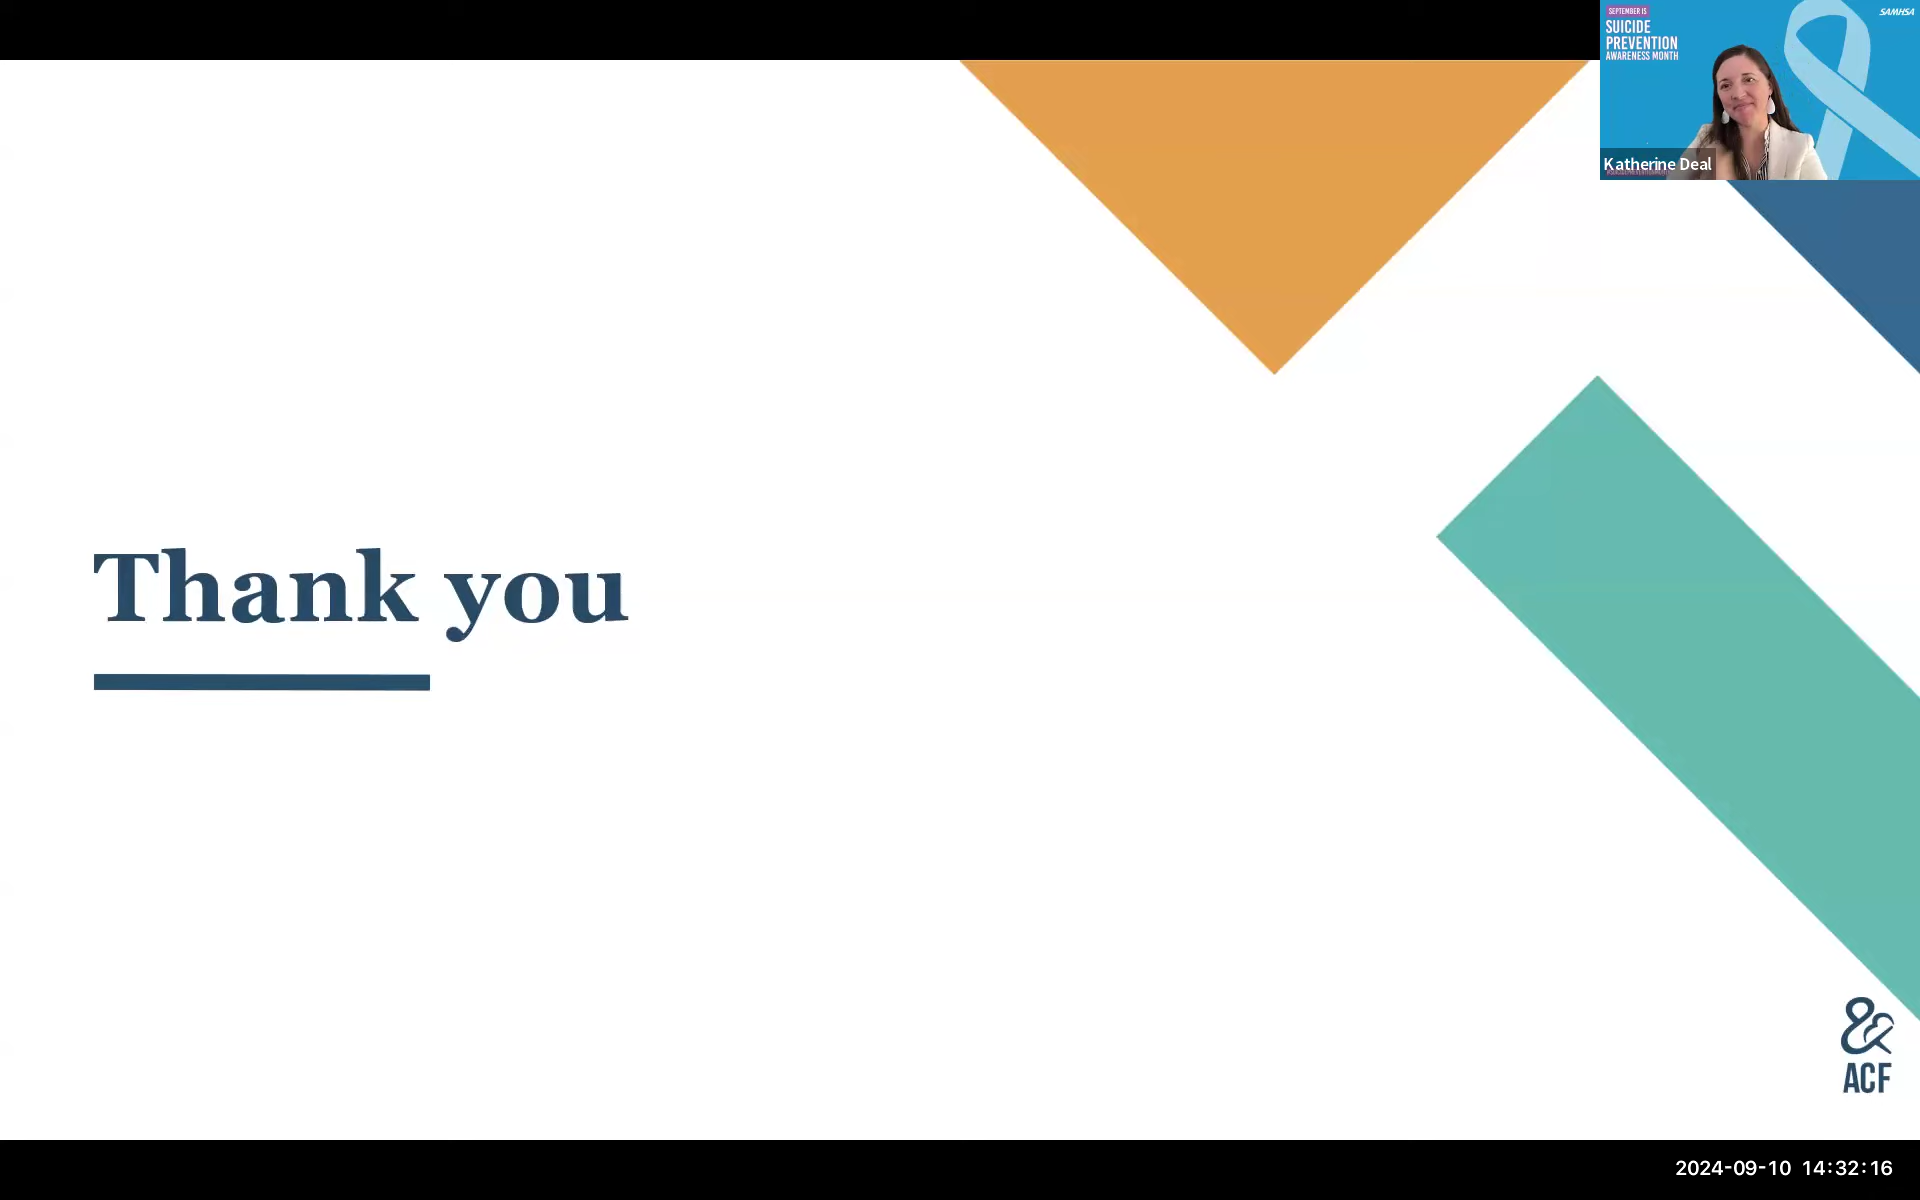 SEPTEMBER IS
SUICIDE
PREVENTION
AWARENESS MONTH
SAMHSA
Katherine Deal
Thank you
&
ACF
2024-09-10 14:32:16